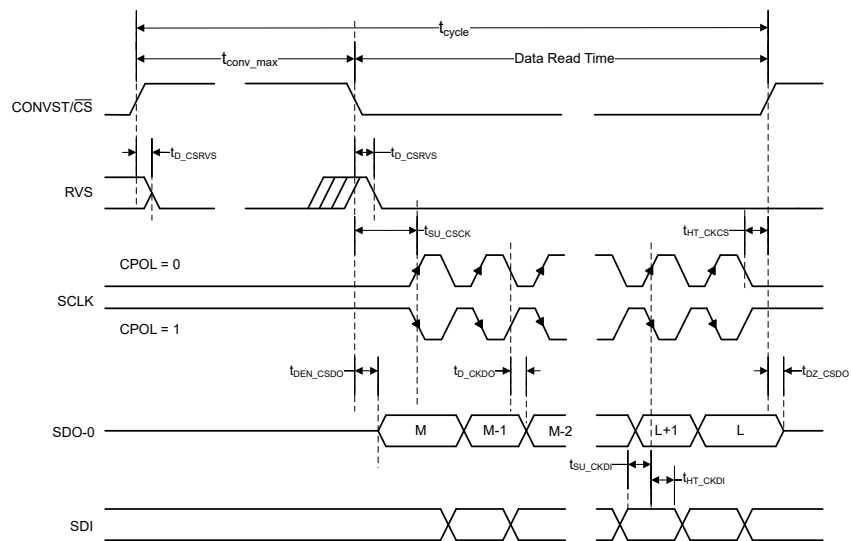 tcycle
tconv_max
Data Read Time
CONVST/CS
tD_CSRVS
tD_CSRVS
RVS
tSU_CSCK
tHT_CKCS
CPOL = 0
SCLK
CPOL = 1
tDEN_CSDO
tD_CKDO
tDZ_CSDO
SDO-0
M
M-1
M-2
L+1
L
tSU_CKDI
tHT_CKDI
SDI